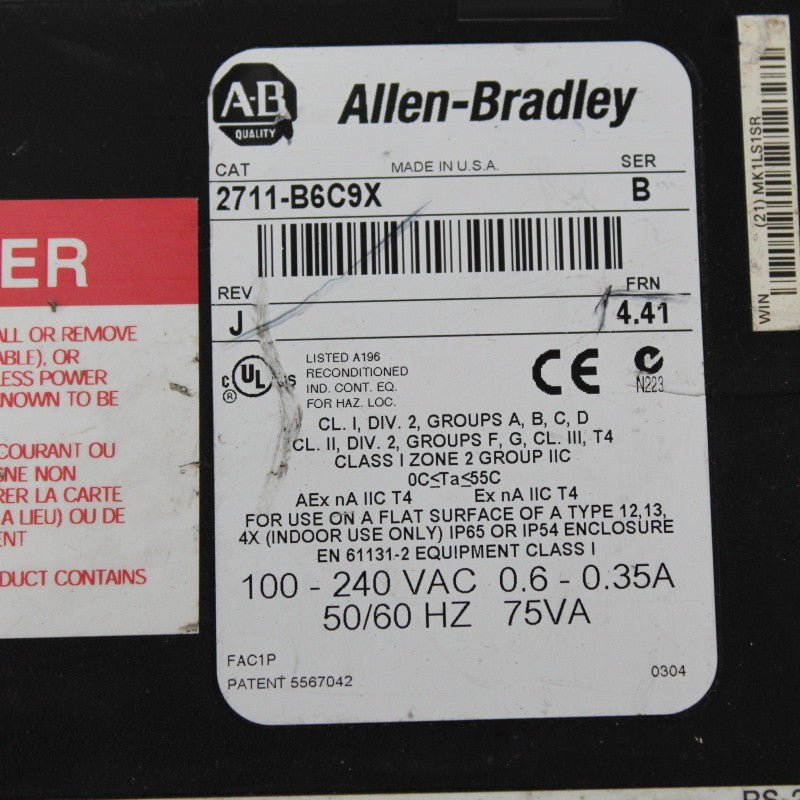 A-B
QUALITY
Allen-Bradley
CAT
MADE IN U.S.A.
SER
2711-B6C9X
B
REV
FRN
J
4.41
C UL US
®
LISTED A196
RECONDITIONED
IND. CONT. EQ.
FOR HAZ. LOC.
CE
N223
CL. I, DIV. 2, GROUPS A, B, C, D
CL. II, DIV. 2, GROUPS F, G, CL. III, T4
CLASS I ZONE 2 GROUP IIC
0C≤Ta≤55C
AEx nA IIC T4 Ex nA IIC T4
FOR USE ON A FLAT SURFACE OF A TYPE 12,13,
4X (INDOOR USE ONLY) IP65 OR IP54 ENCLOSURE
EN 61131-2 EQUIPMENT CLASS I
100 - 240 VAC 0.6 - 0.35A
50/60 HZ 75VA
FAC1P
PATENT 5567042
0304
ER
ALL OR REMOVE
ABLE), OR
LESS POWER
NOWN TO BE
COURANT OU
GNE NON
RER LA CARTE
A LIEU) OU DE
ENT
DUCT CONTAINS
WIN
(21) MK1LS1SR